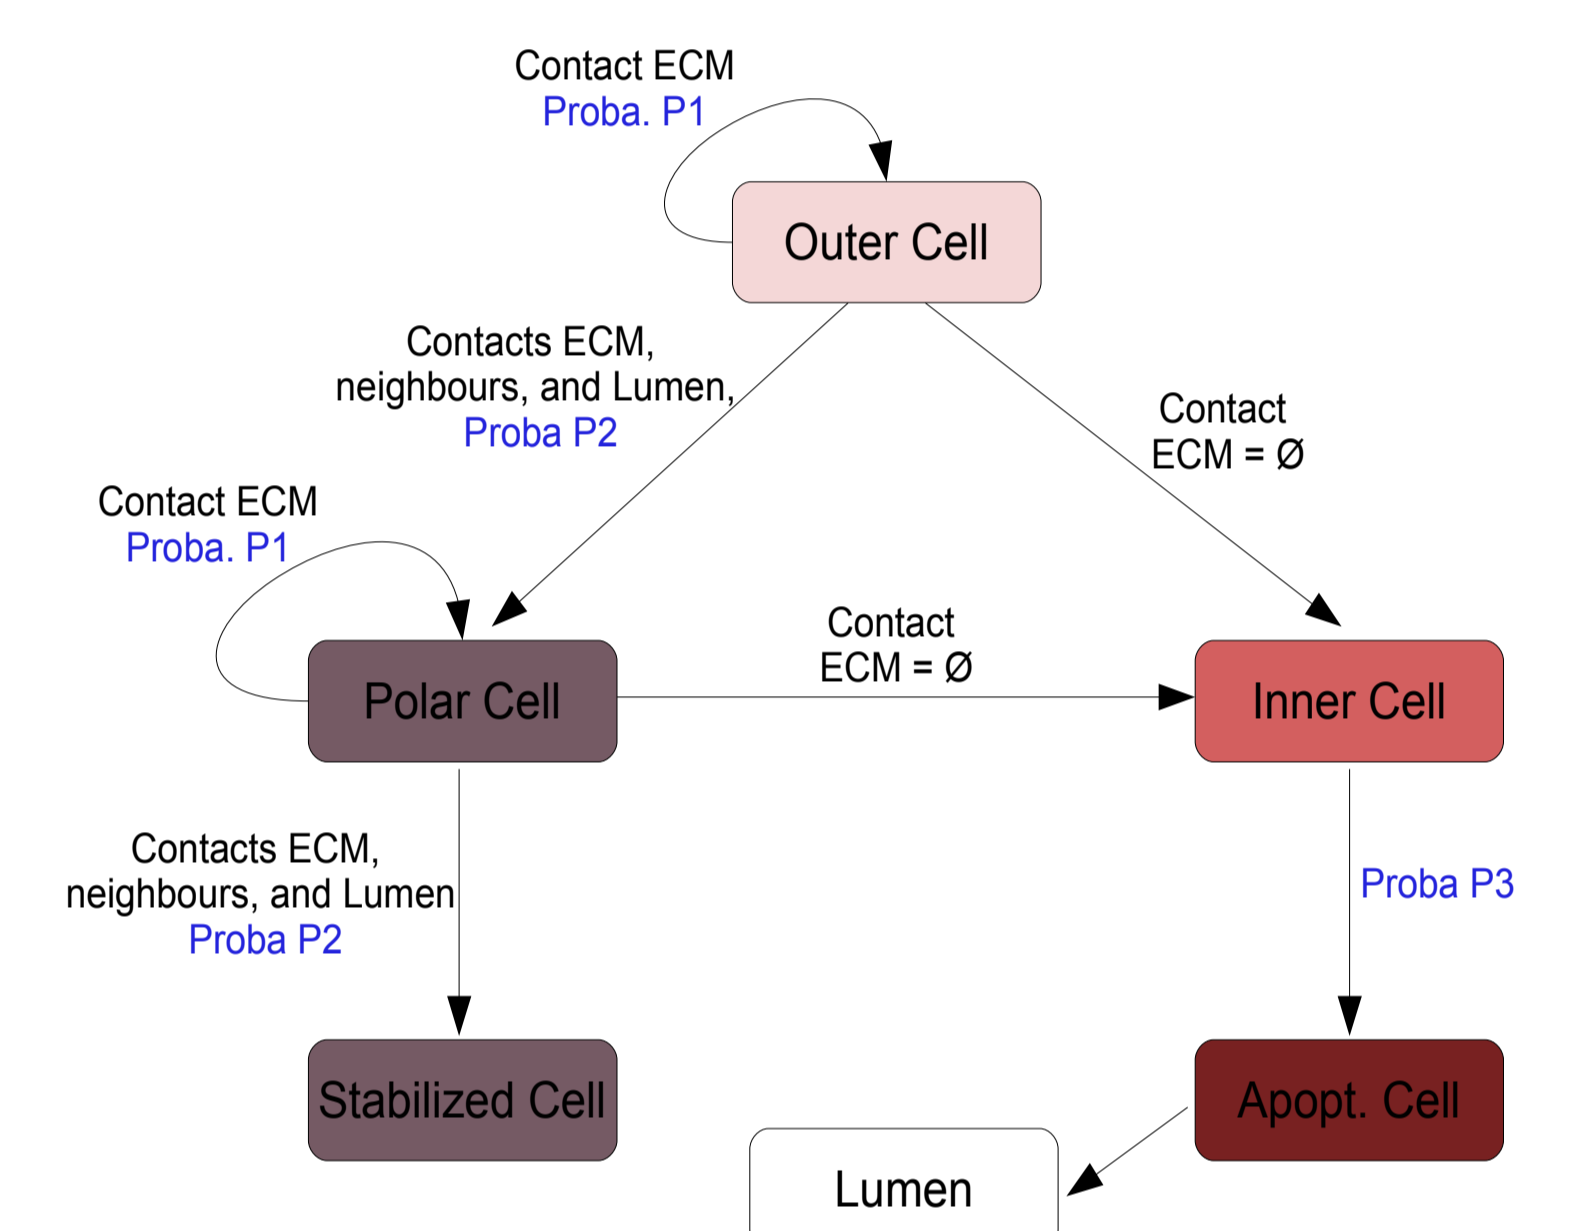 Contact ECM
Proba. P1
Outer Cell
Contacts ECM,
neighbours, and Lumen,
Proba P2
Contact
ECM = Ø
Contact ECM
Proba. P1
Contact
ECM = Ø
Polar Cell
Inner Cell
Contacts ECM,
neighbours, and Lumen
Proba P2
Proba P3
Stabilized Cell
Apopt. Cell
Lumen